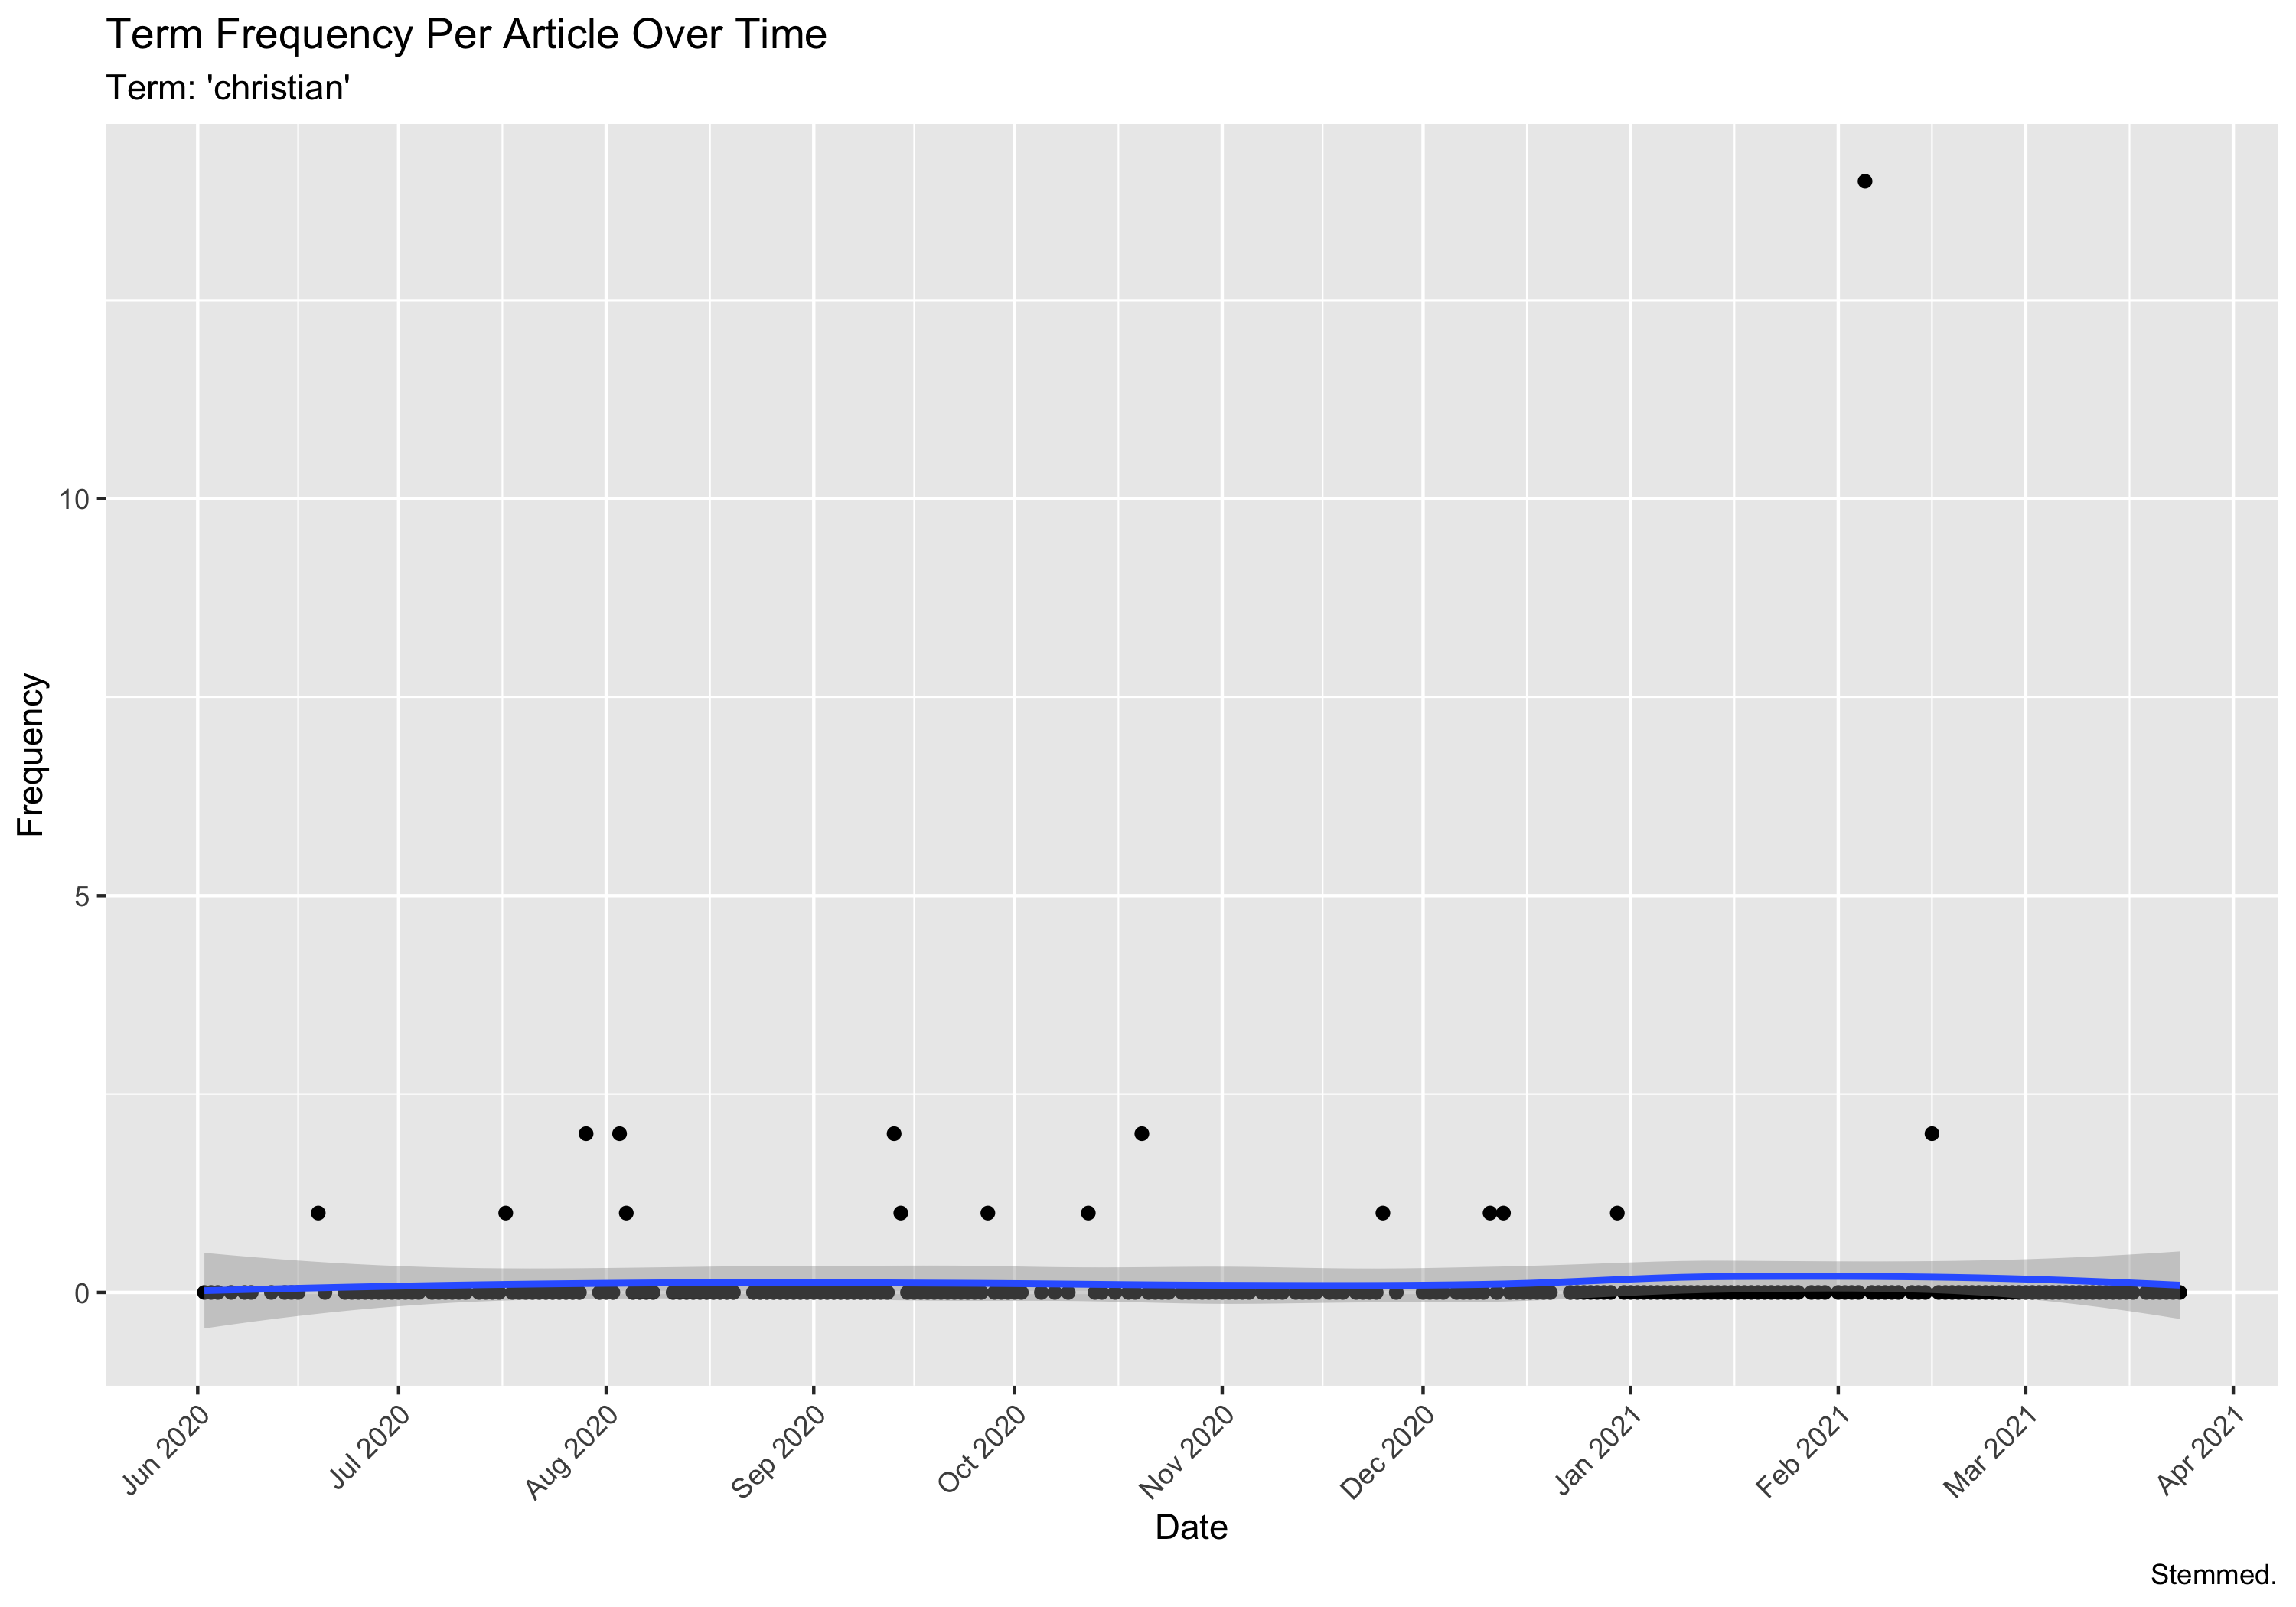 Term Frequency Per Article Over Time
Term: 'christian'
Frequency
10
5
0
Jun 2020
Jul 2020
Aug 2020
Sep 2020
Oct 2020
Nov 2020
Dec 2020
Jan 2021
Feb 2021
Mar 2021
Apr 2021
Date
Stemmed.